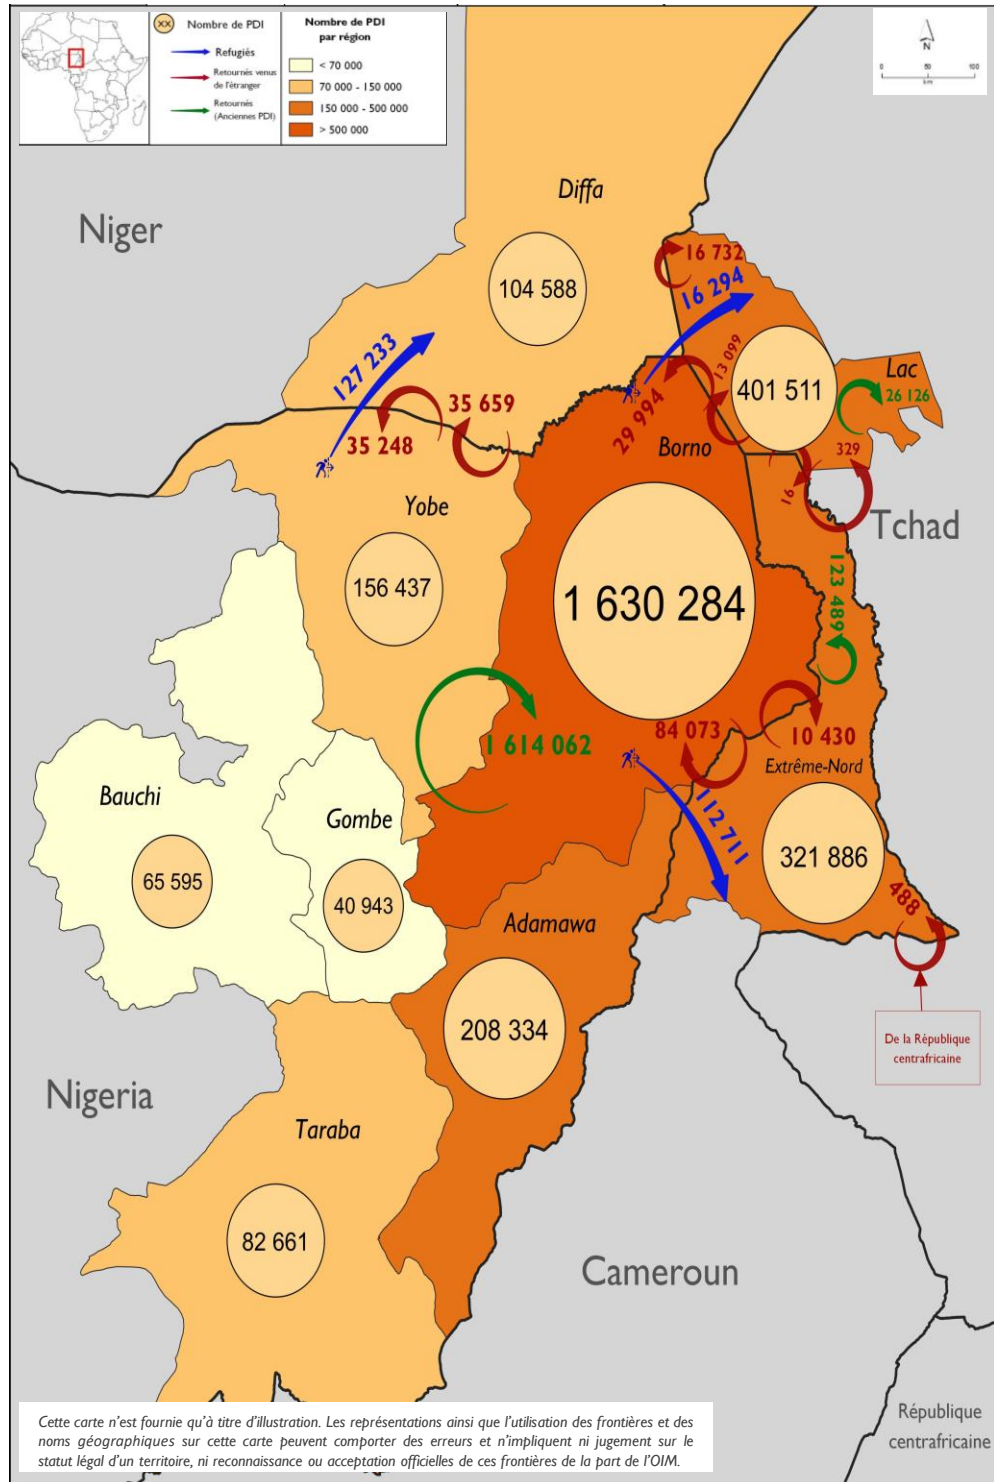 XX Nombre de PDI
Refugiés
Retournés venus
de l'étranger
Retournés
(Anciennes PDI)
Nombre de PDI
par région
< 70 000
70 000 - 150 000
150 000 - 500 000
> 500 000
N
0 50 100
km
Niger
Diffa
104 588
16 732
16 294
127 233
13 099
401 511
Lac
26 126
35 659
35 248
29 994
Borno
329
16
Tchad
Yobe
156 437
1 630 284
123 489
1 614 062
84 073
10 430
Extrême-Nord
112 711
Bauchi
65 595
Gombe
40 943
321 886
488
Adamawa
208 334
De la République
centrafricaine
Nigeria
Taraba
82 661
Cameroun
République
centrafricaine
Cette carte n'est fournie qu'à titre d'illustration. Les représentations ainsi que l'utilisation des frontières et des
noms géographiques sur cette carte peuvent comporter des erreurs et n'impliquent ni jugement sur le
statut légal d'un territoire, ni reconnaissance ou acceptation officielles de ces frontières de la part de l'OIM.